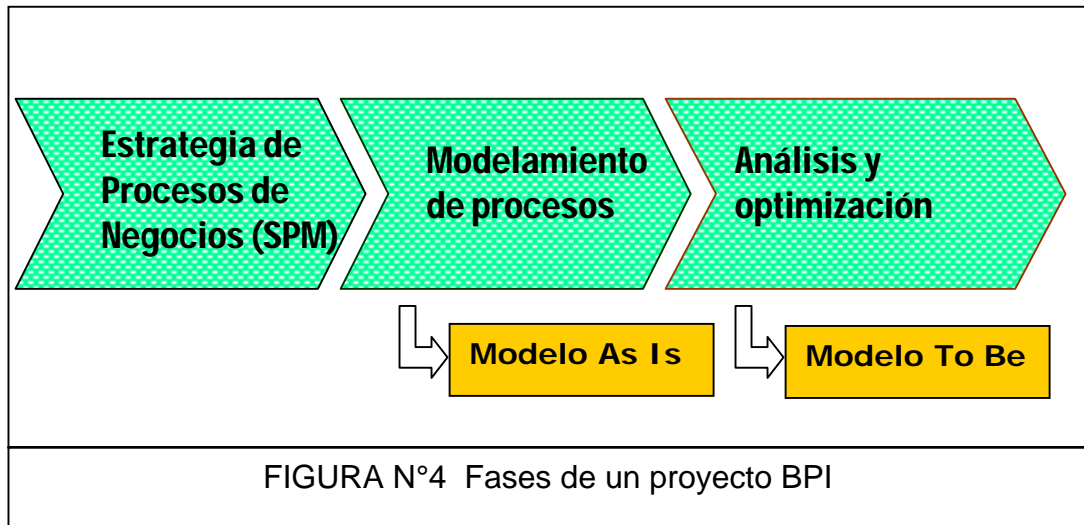 Estrategia de
Procesos de
Negocios (SPM)
Modelamiento
de procesos
Análisis y
optimización
Modelo As Is
Modelo To Be
FIGURA N°4 Fases de un proyecto BPI